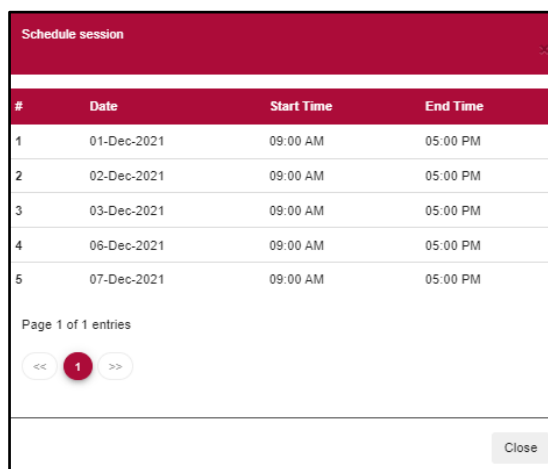 Schedule session
×
# Date Start Time End Time
1 01-Dec-2021 09:00 AM 05:00 PM
2 02-Dec-2021 09:00 AM 05:00 PM
3 03-Dec-2021 09:00 AM 05:00 PM
4 06-Dec-2021 09:00 AM 05:00 PM
5 07-Dec-2021 09:00 AM 05:00 PM
Page 1 of 1 entries
<< 1 >>
Close